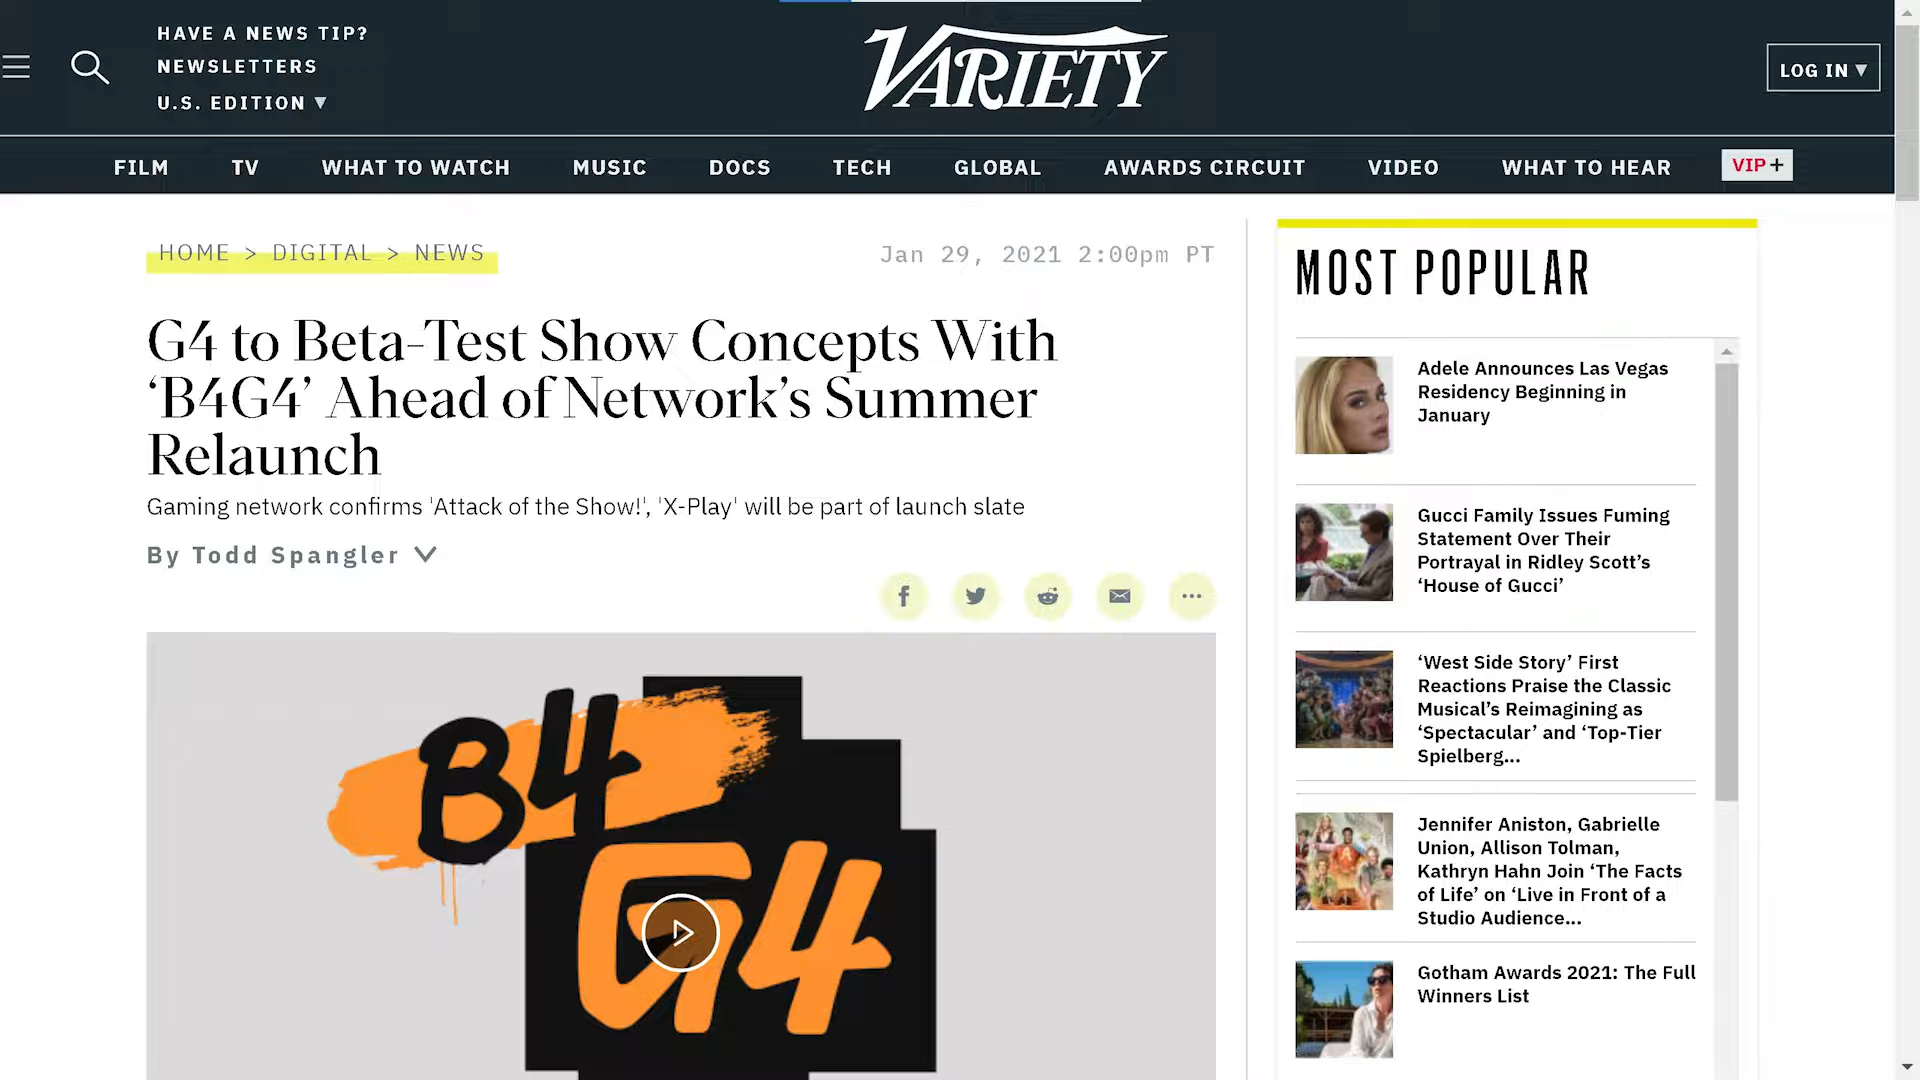 HAVE A NEWS TIP?
NEWSLETTERS
U.S. EDITION ▼
VARIETY
LOG IN ▼
FILM TV WHAT TO WATCH MUSIC DOCS TECH GLOBAL AWARDS CIRCUIT VIDEO WHAT TO HEAR VIP+
HOME > DIGITAL > NEWS
Jan 29, 2021 2:00pm PT
G4 to Beta-Test Show Concepts With
‘B4G4’ Ahead of Network’s Summer
Relaunch
Gaming network confirms 'Attack of the Show!', 'X-Play' will be part of launch slate
By Todd Spangler
B4
G4
MOST POPULAR
Adele Announces Las Vegas
Residency Beginning in
January
Gucci Family Issues Fuming
Statement Over Their
Portrayal in Ridley Scott’s
‘House of Gucci’
‘West Side Story’ First
Reactions Praise the Classic
Musical’s Reimagining as
‘Spectacular’ and ‘Top-Tier
Spielberg...
Jennifer Aniston, Gabrielle
Union, Allison Tolman,
Kathryn Hahn Join ‘The Facts
of Life’ on ‘Live in Front of a
Studio Audience...
Gotham Awards 2021: The Full
Winners List